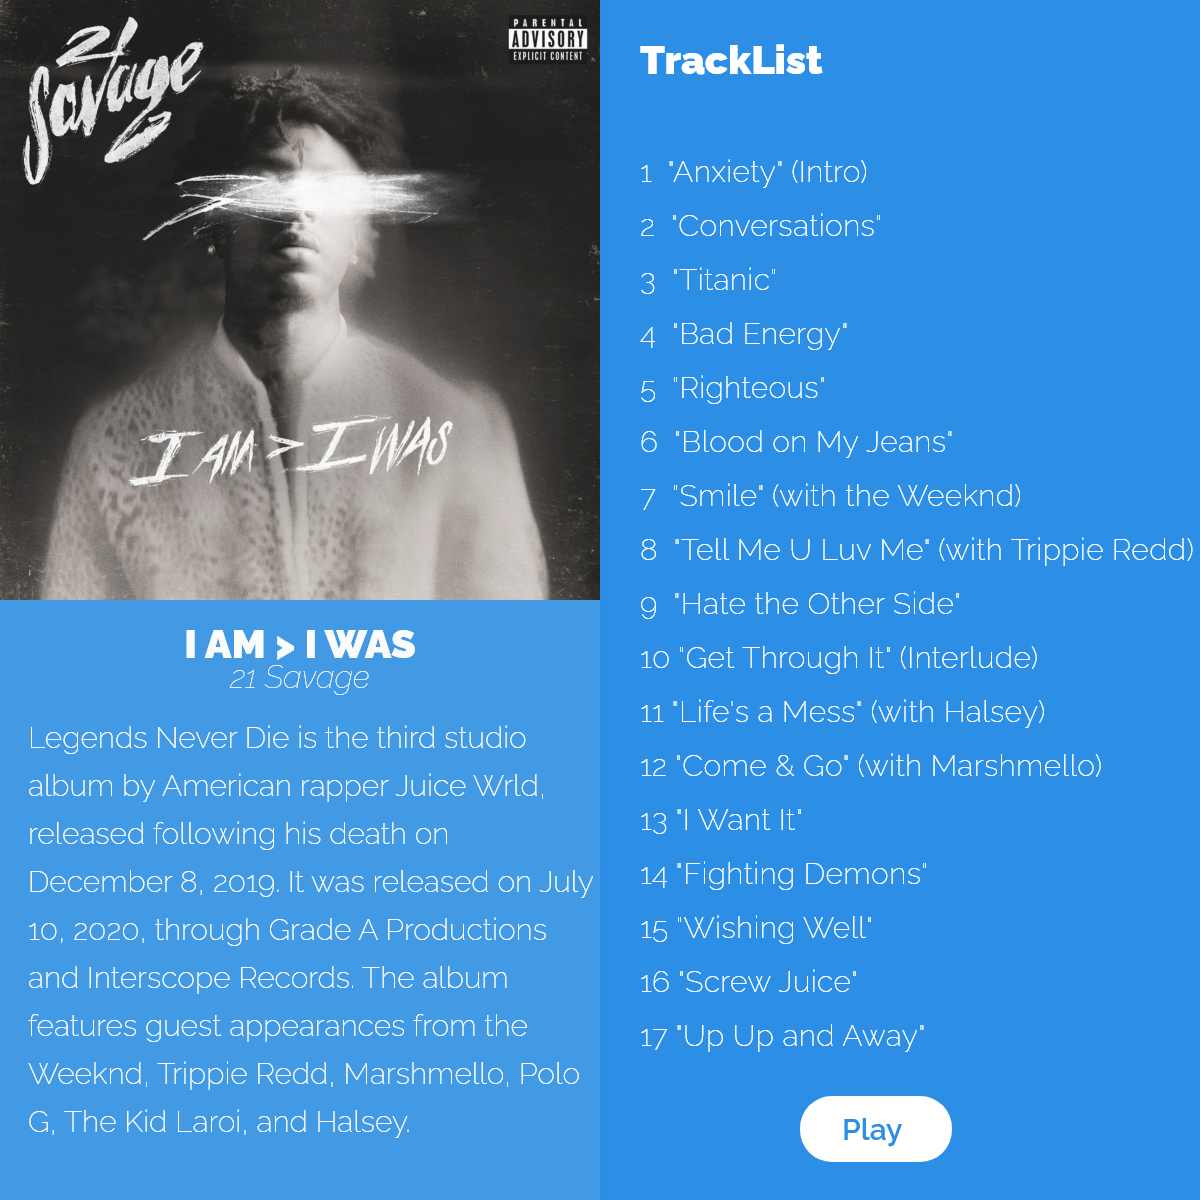 21
Savage
PARENTAL
ADVISORY
EXPLICIT CONTENT
I AM > I WAS
I AM > I WAS
21 Savage
Legends Never Die is the third studio
album by American rapper Juice Wrld,
released following his death on
December 8, 2019. It was released on July
10, 2020, through Grade A Productions
and Interscope Records. The album
features guest appearances from the
Weeknd, Trippie Redd, Marshmello, Polo
G, The Kid Laroi, and Halsey.
TrackList
1 "Anxiety" (Intro)
2 "Conversations"
3 "Titanic"
4 "Bad Energy"
5 "Righteous"
6 "Blood on My Jeans"
7 "Smile" (with the Weeknd)
8 "Tell Me U Luv Me" (with Trippie Redd)
9 "Hate the Other Side"
10 "Get Through It" (Interlude)
11 "Life's a Mess" (with Halsey)
12 "Come & Go" (with Marshmello)
13 "I Want It"
14 "Fighting Demons"
15 "Wishing Well"
16 "Screw Juice"
17 "Up Up and Away"
Play